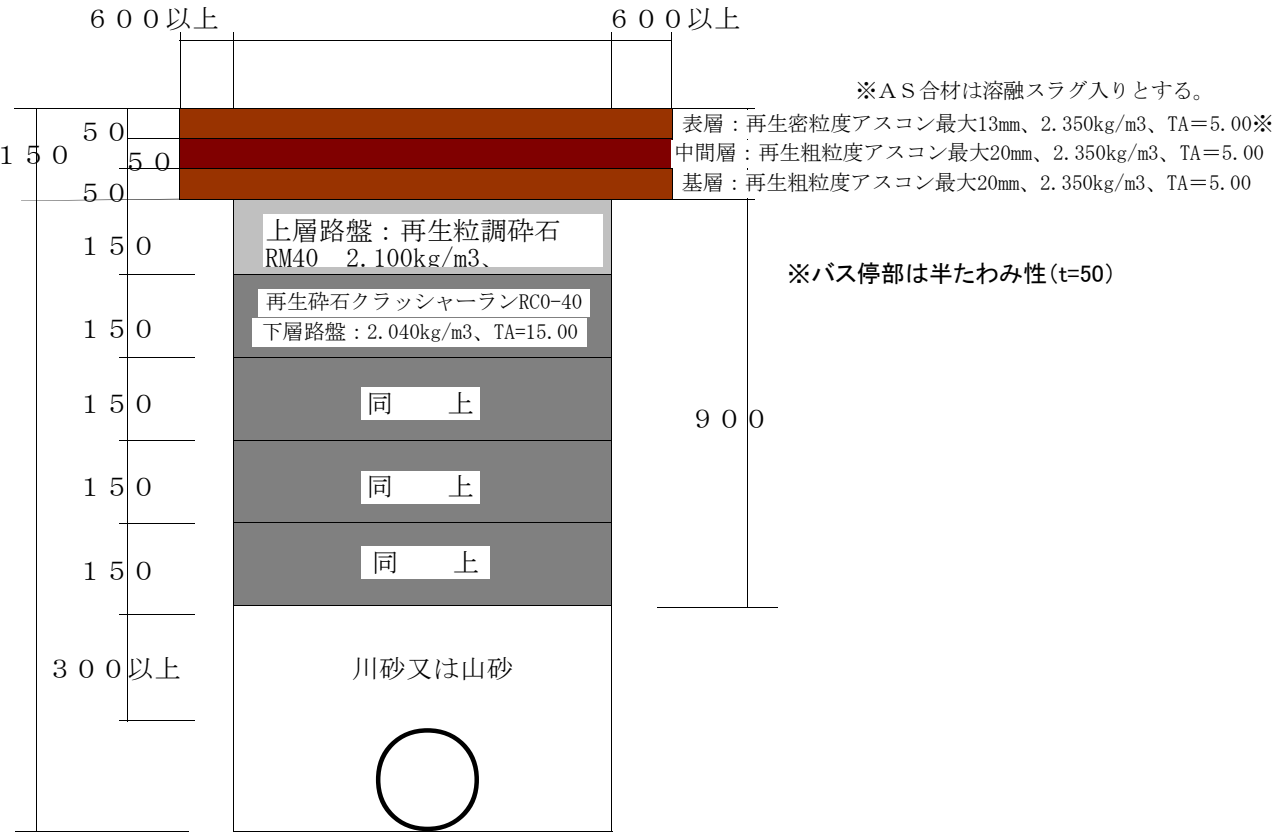 ６００以上
６００以上
※ＡＳ合材は溶融スラグ入りとする。
５０
表層：再生密粒度アスコン最大13mm、2.350kg/m3、TA＝5.00※
１５０
５０
中間層：再生粗粒度アスコン最大20mm、2.350kg/m3、TA＝5.00
５０
基層：再生粗粒度アスコン最大20mm、2.350kg/m3、TA＝5.00
１５０
上層路盤：再生粒調砕石
RM40　2.100kg/m3、
※バス停部は半たわみ性(t=50)
１５０
再生砕石クラッシャーランRC0-40
下層路盤：2.040kg/m3、TA=15.00
１５０
同　　上
９００
１５０
同　　上
１５０
同　　上
３００以上
川砂又は山砂